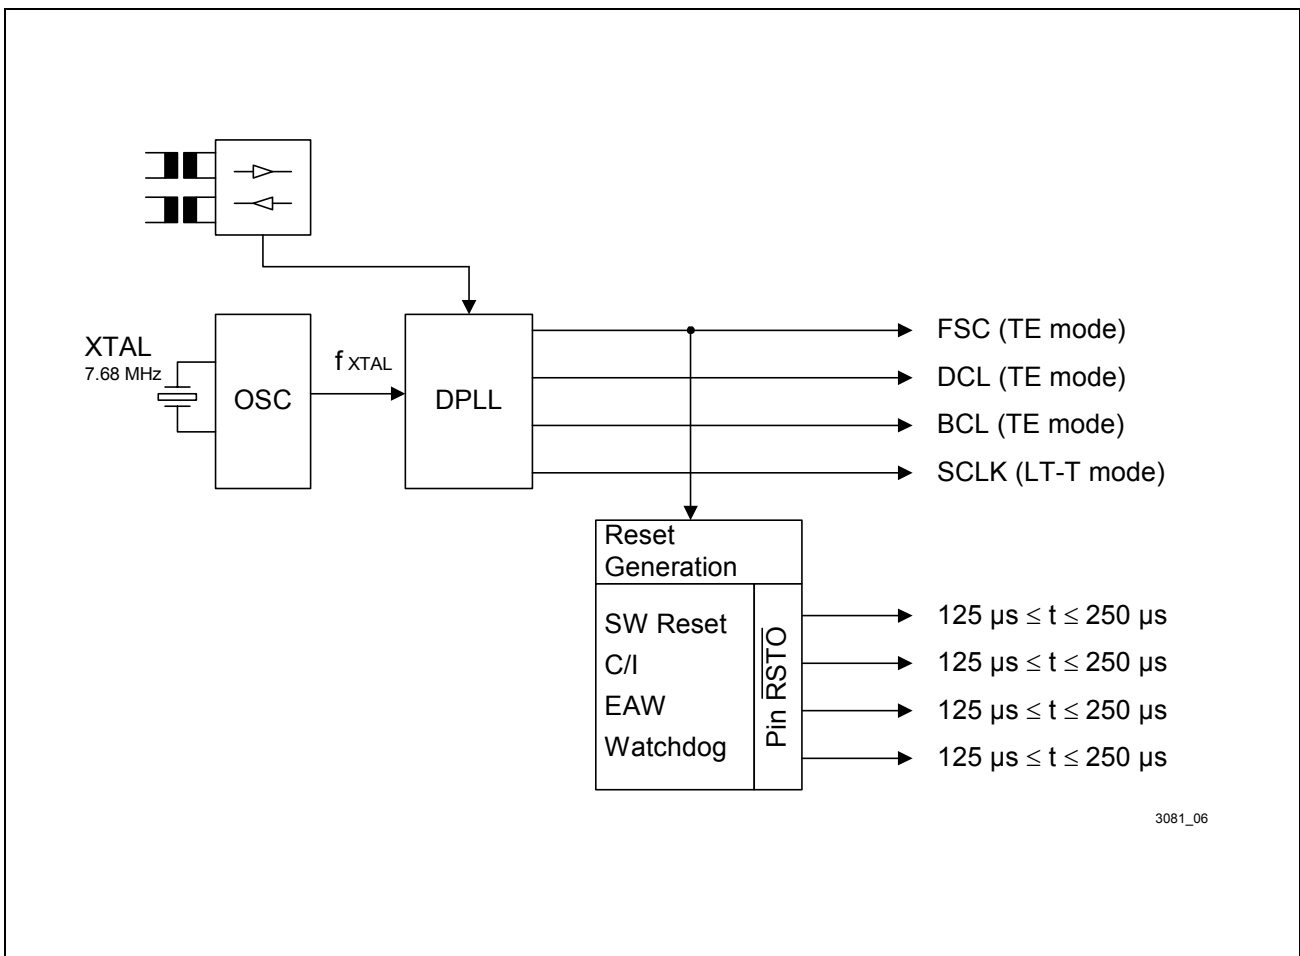 XTAL
7.68 MHz
OSC
f XTAL
DPLL
FSC (TE mode)
DCL (TE mode)
BCL (TE mode)
SCLK (LT-T mode)
Reset
Generation
SW Reset
C/I
EAW
Watchdog
Pin R̅S̅T̅O̅
125 µs ≤ t ≤ 250 µs
125 µs ≤ t ≤ 250 µs
125 µs ≤ t ≤ 250 µs
125 µs ≤ t ≤ 250 µs
3081_06